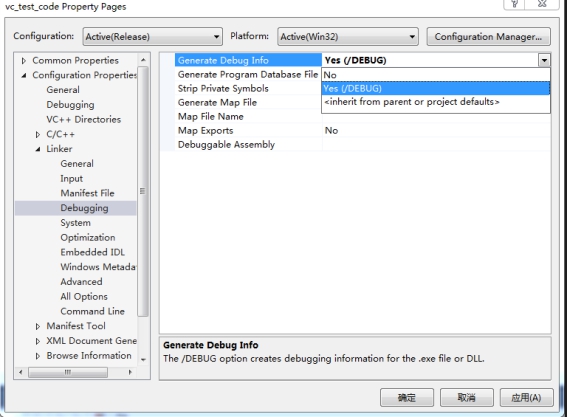 vc_test_code Property Pages
Configuration: Active(Release) Platform: Active(Win32) Configuration Manager...
Common Properties
Configuration Properties
General
Debugging
VC++ Directories
C/C++
Linker
General
Input
Manifest File
Debugging
System
Optimization
Embedded IDL
Windows Metada
Advanced
All Options
Command Line
Manifest Tool
XML Document Gene
Browse Information
Generate Debug Info Yes (/DEBUG)
Generate Program Database File No
Strip Private Symbols Yes (/DEBUG)
Generate Map File <inherit from parent or project defaults>
Map File Name
Map Exports No
Debuggable Assembly
Generate Debug Info
The /DEBUG option creates debugging information for the .exe file or DLL.
确定 取消 应用(A)